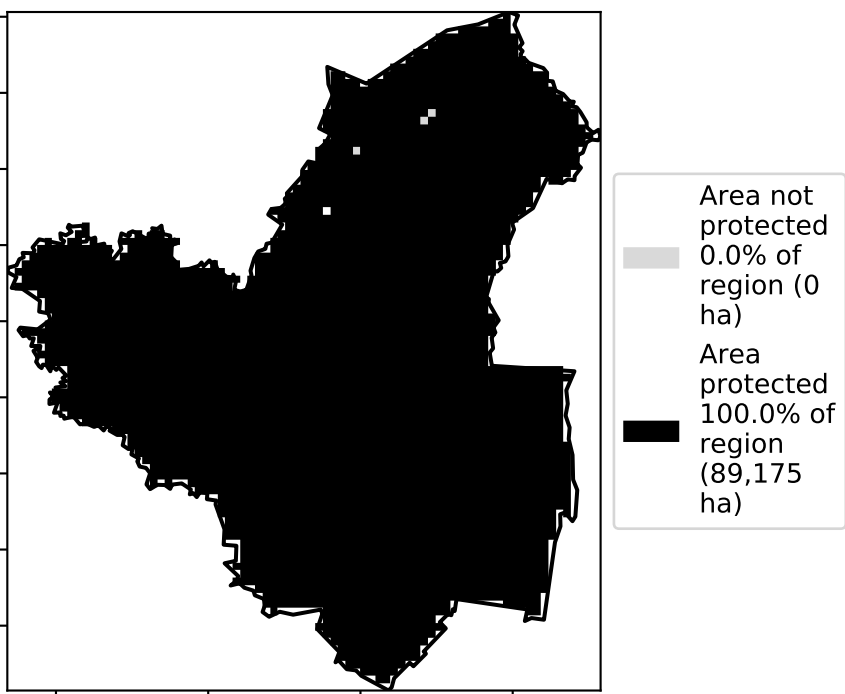 Area not
protected
0.0% of
region (0
ha)
Area
protected
100.0% of
region
(89,175
ha)